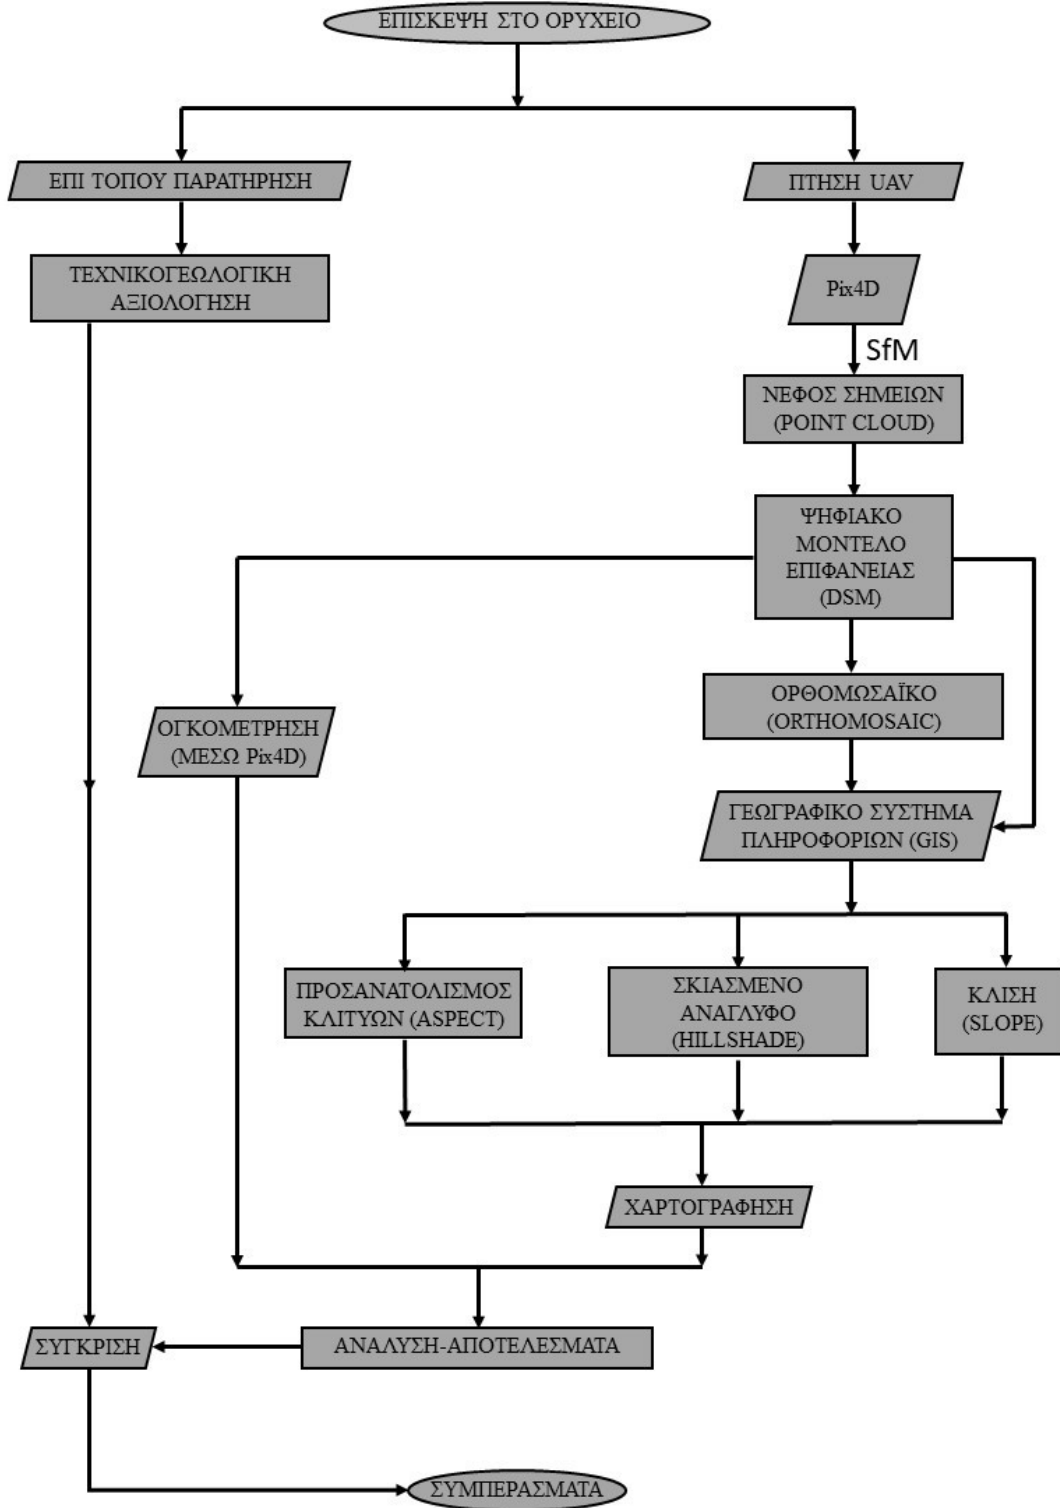 ΕΠΙΣΚΕΨΗ ΣΤΟ ΟΡΥΧΕΙΟ
ΕΠΙ ΤΟΠΟΥ ΠΑΡΑΤΗΡΗΣΗ
ΠΤΗΣΗ UAV
ΤΕΧΝΙΚΟΓΕΩΛΟΓΙΚΗ
ΑΞΙΟΛΟΓΗΣΗ
Pix4D
SfM
ΝΕΦΟΣ ΣΗΜΕΙΩΝ
(POINT CLOUD)
ΨΗΦΙΑΚΟ
ΜΟΝΤΕΛΟ
ΕΠΙΦΑΝΕΙΑΣ
(DSM)
ΟΡΘΟΜΩΣΑΪΚΟ
(ORTHOMOSAIC)
ΟΓΚΟΜΕΤΡΗΣΗ
(ΜΕΣΩ Pix4D)
ΓΕΩΓΡΑΦΙΚΟ ΣΥΣΤΗΜΑ
ΠΛΗΡΟΦΟΡΙΩΝ (GIS)
ΠΡΟΣΑΝΑΤΟΛΙΣΜΟΣ
ΚΛΙΤΥΩΝ (ASPECT)
ΣΚΙΑΣΜΕΝΟ
ΑΝΑΓΛΥΦΟ
(HILLSHADE)
ΚΛΙΣΗ
(SLOPE)
ΧΑΡΤΟΓΡΑΦΗΣΗ
ΣΥΓΚΡΙΣΗ
ΑΝΑΛΥΣΗ-ΑΠΟΤΕΛΕΣΜΑΤΑ
ΣΥΜΠΕΡΑΣΜΑΤΑ